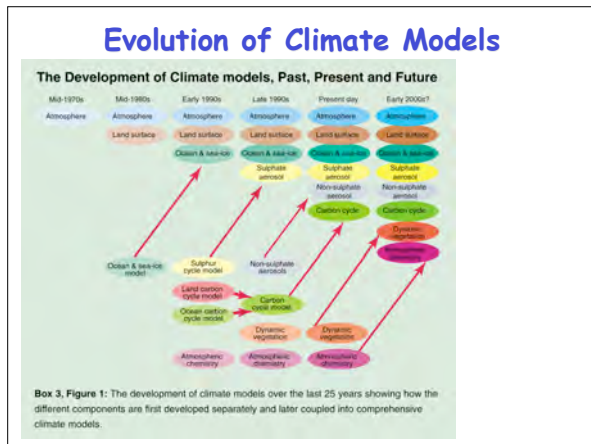 Evolution of Climate Models
The Development of Climate models, Past, Present and Future
Mid-1970s Mid-1980s Early 1990s Late 1990s Present day Early 2000s?
Atmosphere Atmosphere Atmosphere Atmosphere Atmosphere Atmosphere
Land surface Land surface Land surface Land surface Land surface
Ocean & sea-ice Ocean & sea-ice Ocean & sea-ice Ocean & sea-ice
Sulphate aerosol Sulphate aerosol Sulphate aerosol
Non-sulphate aerosol Non-sulphate aerosol
Carbon cycle Carbon cycle
Dynamic vegetation
Atmospheric chemistry
Ocean & sea-ice model
Sulphur cycle model
Non-sulphate aerosols
Land carbon cycle model
Carbon cycle model
Ocean carbon cycle model
Dynamic vegetation Dynamic vegetation
Atmospheric chemistry Atmospheric chemistry Atmospheric chemistry
Box 3, Figure 1: The development of climate models over the last 25 years showing how the
different components are first developed separately and later coupled into comprehensive
climate models.